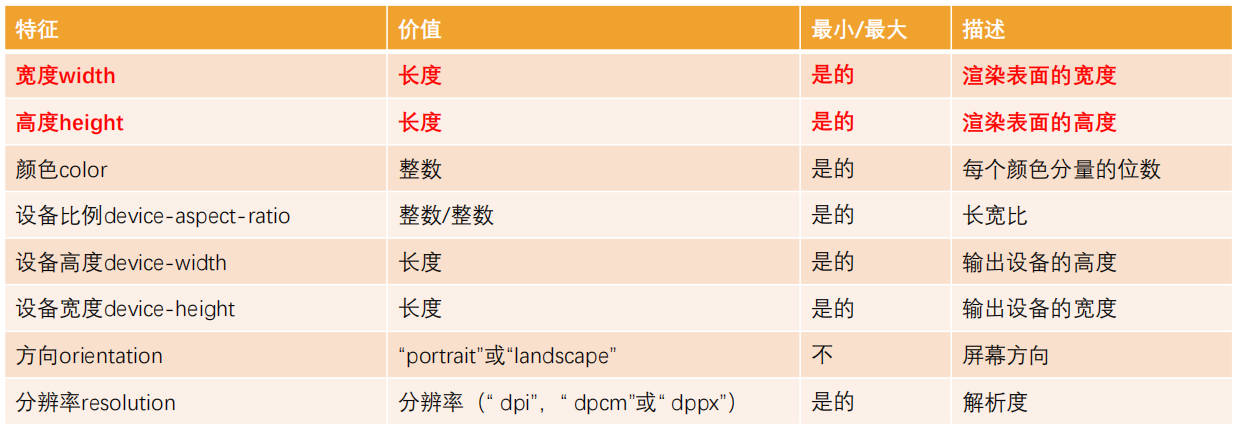 特征 价值 最小/最大 描述
宽度width 长度 是的 渲染表面的宽度
高度height 长度 是的 渲染表面的高度
颜色color 整数 是的 每个颜色分量的位数
设备比例device-aspect-ratio 整数/整数 是的 长宽比
设备高度device-width 长度 是的 输出设备的高度
设备宽度device-height 长度 是的 输出设备的宽度
方向orientation “portrait”或“landscape” 不 屏幕方向
分辨率resolution 分辨率（“ dpi”，“ dpcm”或“ dppx”） 是的 解析度